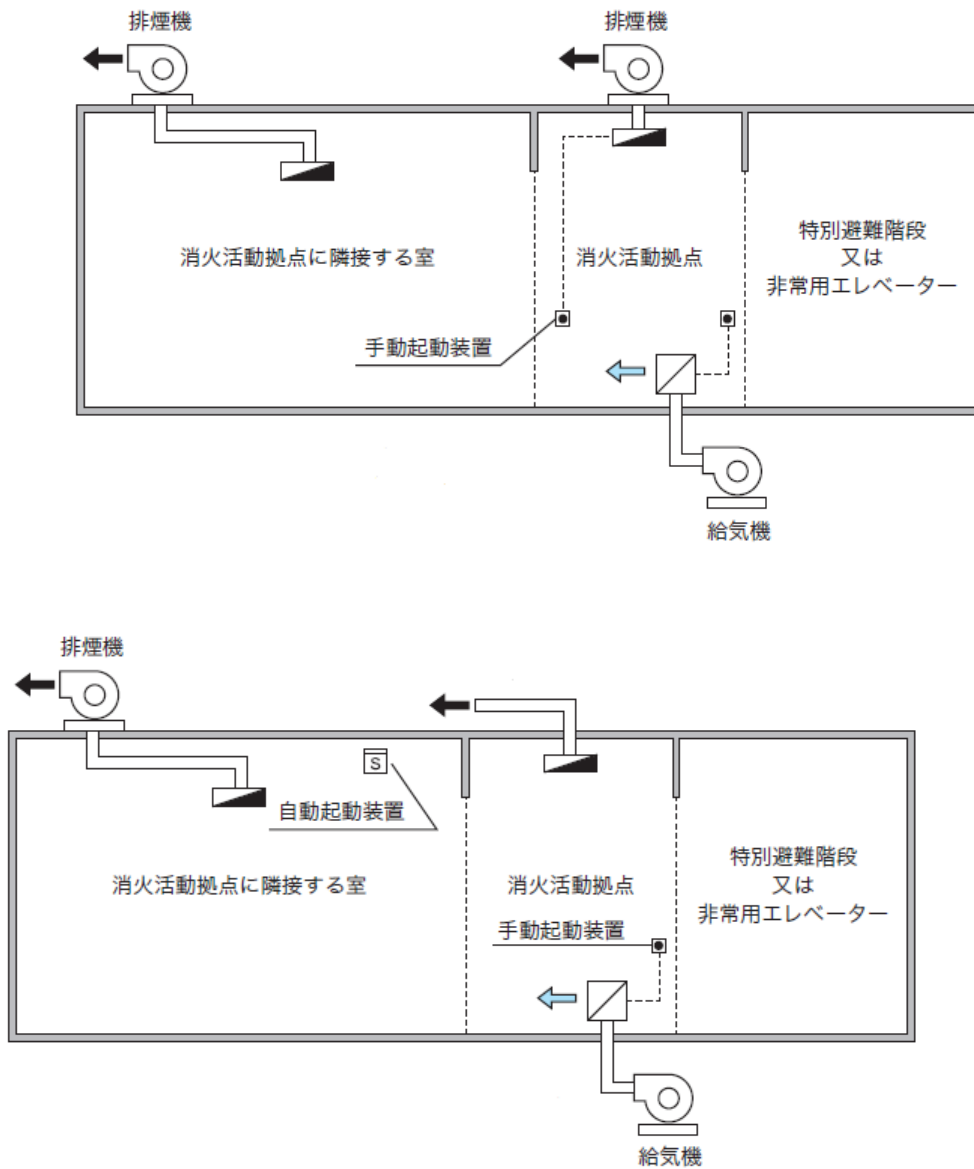 排煙機
排煙機
消火活動拠点に隣接する室
消火活動拠点
特別避難階段
又は
非常用エレベーター
手動起動装置
給気機
排煙機
S
自動起動装置
消火活動拠点に隣接する室
消火活動拠点
特別避難階段
又は
非常用エレベーター
手動起動装置
給気機